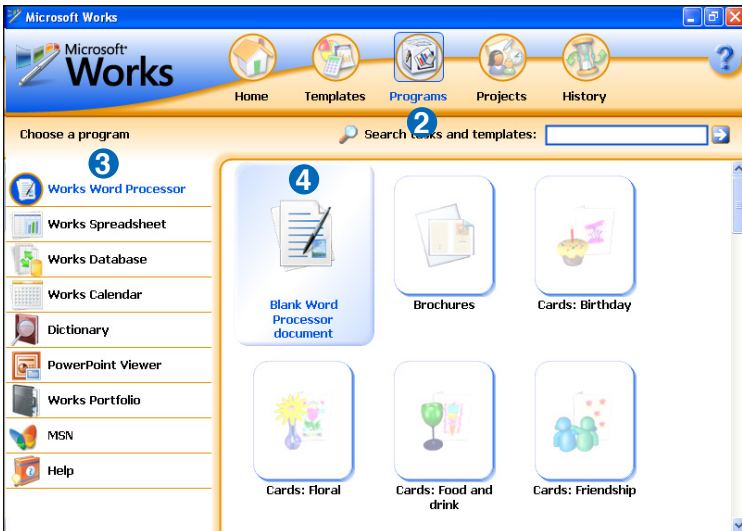 Microsoft Works
Microsoft®
Works
Home Templates Programs Projects History
?
2
Choose a program Search tasks and templates:
3
Works Word Processor
Works Spreadsheet
Works Database
Works Calendar
Dictionary
PowerPoint Viewer
Works Portfolio
MSN
Help
4
Blank Word
Processor
document
Brochures
Cards: Birthday
Cards: Floral
Cards: Food and
drink
Cards: Friendship